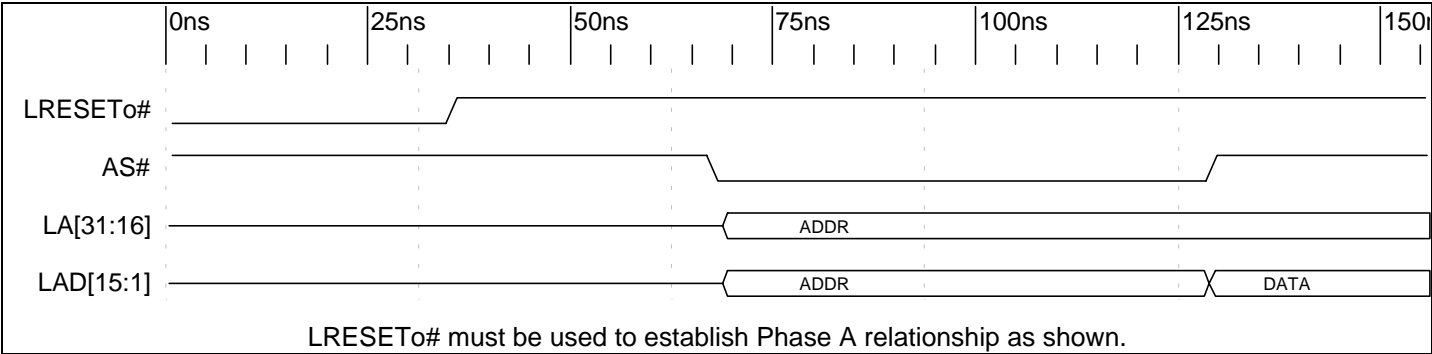 0ns 25ns 50ns 75ns 100ns 125ns 150
LRESETo#
AS#
LA[31:16] ADDR
LAD[15:1] ADDR DATA
LRESETo# must be used to establish Phase A relationship as shown.